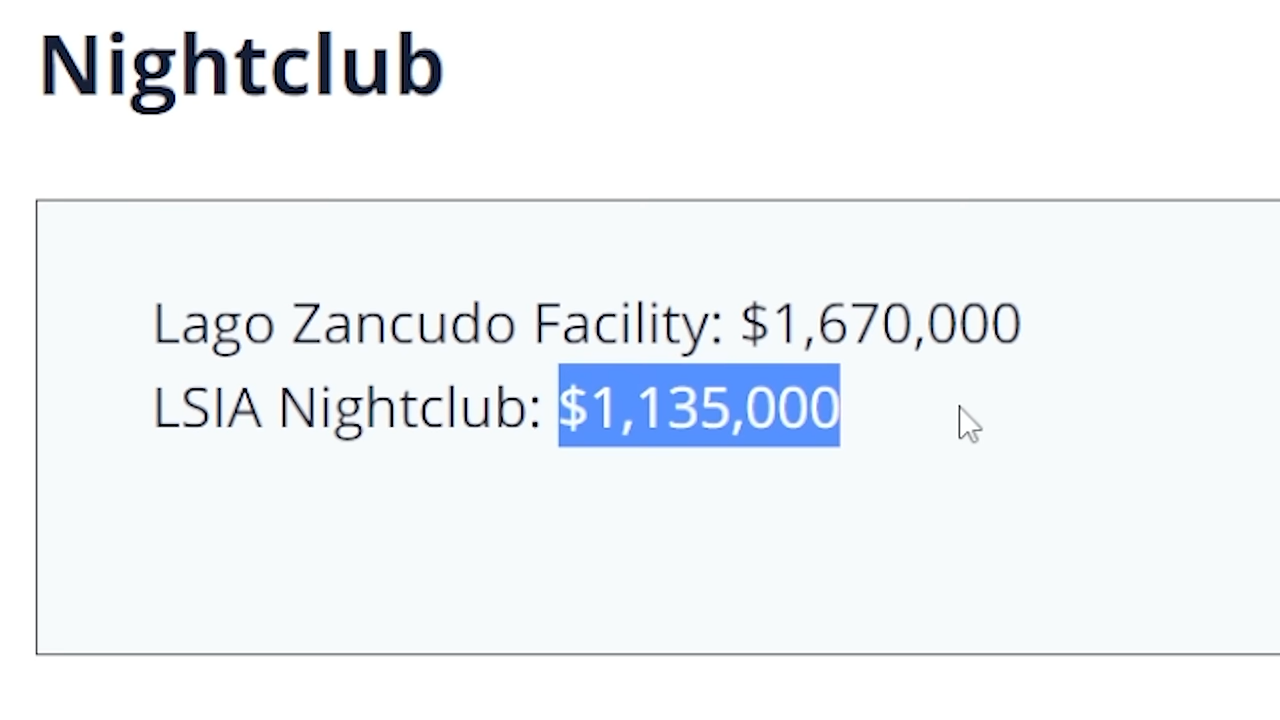 Nightclub
Lago Zancudo Facility: $1,670,000
LSIA Nightclub: $1,135,000